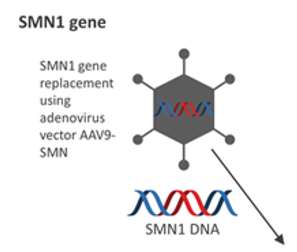 SMN1 gene
SMN1 gene
replacement
using
adenovirus
vector AAV9-
SMN
SMN1 DNA